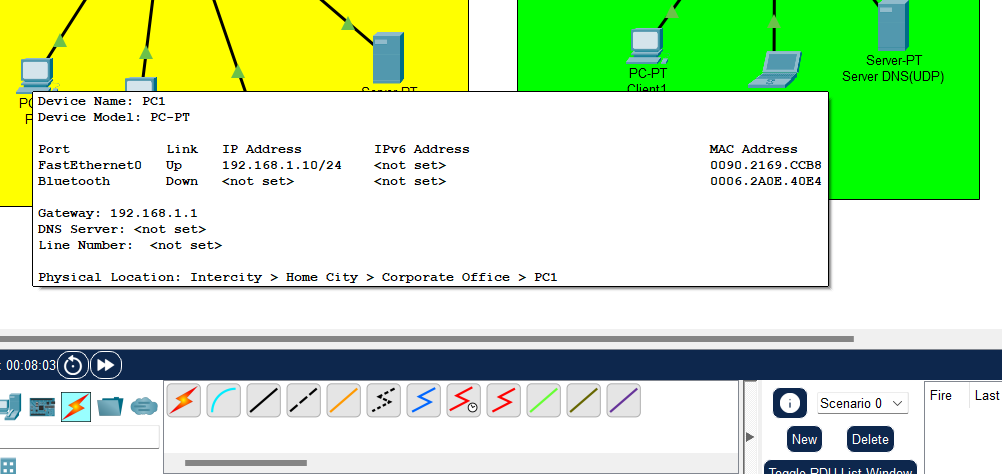 PC-PT
Client1
Server-PT
Server DNS(UDP)
Server-PT
PC
P
Device Name: PC1
Device Model: PC-PT
Port Link IP Address IPv6 Address MAC Address
FastEthernet0 Up 192.168.1.10/24 <not set> 0090.2169.CCB8
Bluetooth Down <not set> <not set> 0006.2A0E.40E4
Gateway: 192.168.1.1
DNS Server: <not set>
Line Number: <not set>
Physical Location: Intercity > Home City > Corporate Office > PC1
: 00:08:03
Scenario 0
Fire Last
New Delete
Toggle PDU List Window